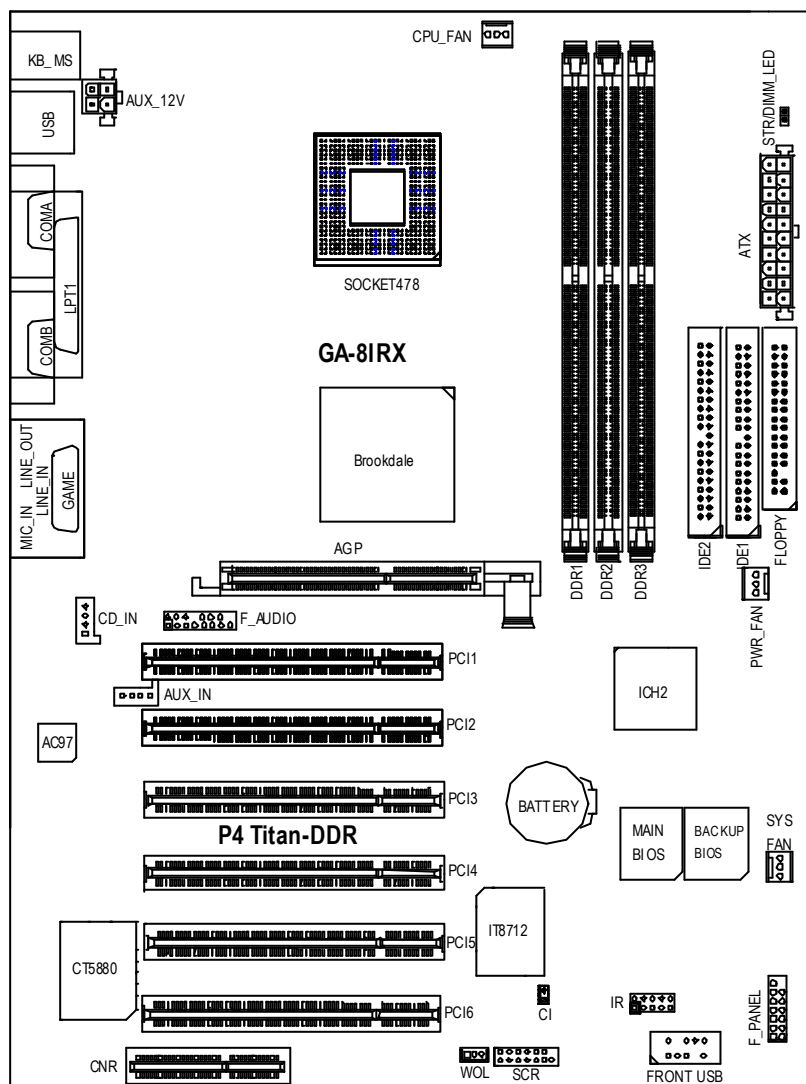 CPU_FAN
KB_MS
AUX_12V
USB
STR/DIMM_LED
COMA
LPT1
COMB
ATX
SOCKET478
GA-8IRX
Brookdale
MIC_IN
LINE_OUT
LINE_IN
GAME
AGP
DDR1
DDR2
DDR3
IDE2
IDE1
FLOPPY
PWR_FAN
CD_IN
F_AUDIO
PCI1
AUX_IN
ICH2
PCI2
AC97
PCI3
BATTERY
P4 Titan-DDR
MAIN
BIOS
BACKUP
BIOS
SYS
FAN
PCI4
IT8712
PCI5
CT5880
CI
IR
F_PANEL
PCI6
CNR
WOL
SCR
FRONT USB